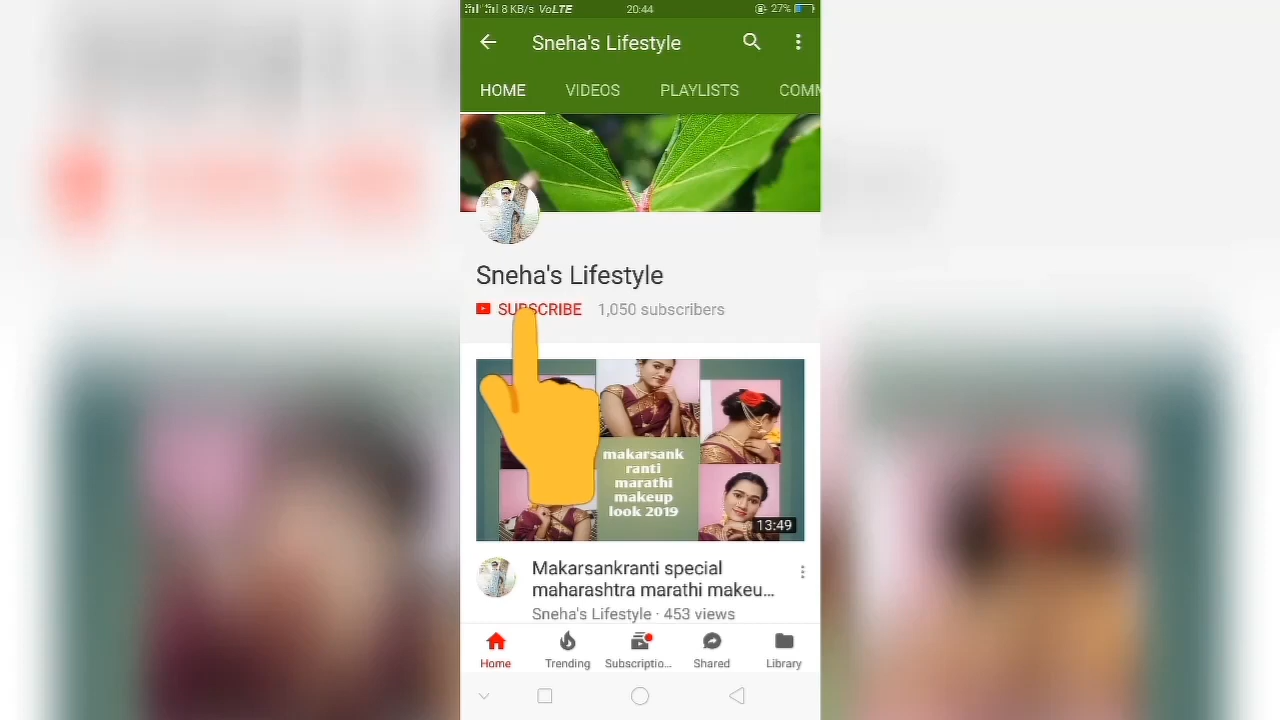 8 KB/s VoLTE 20:44 27%
Sneha's Lifestyle
HOME VIDEOS PLAYLISTS COMM
Sneha's Lifestyle
SUBSCRIBE 1,050 subscribers
makarsank
ranti
marathi
makeup
look 2019
13:49
Makarsankranti special
maharashtra marathi makeu...
Sneha's Lifestyle · 453 views
Home Trending Subscriptio... Shared Library